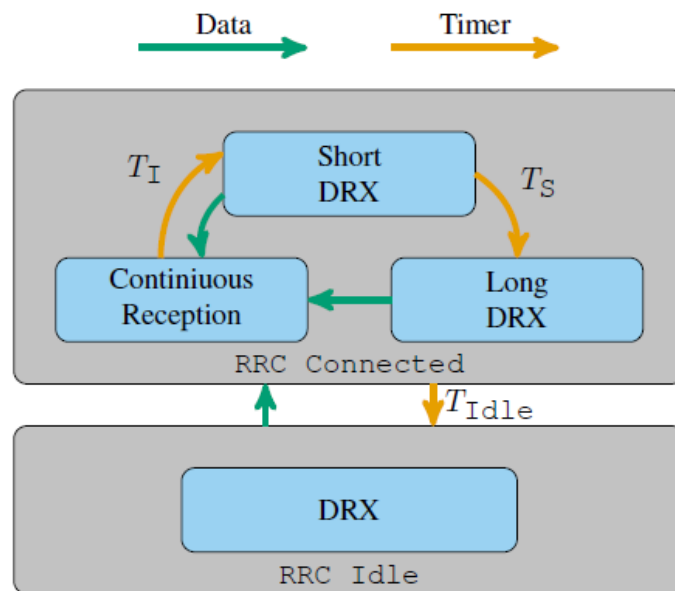 Data
Timer
T_I
Short
DRX
T_S
Continiuous
Reception
Long
DRX
RRC Connected
T_Idle
DRX
RRC Idle